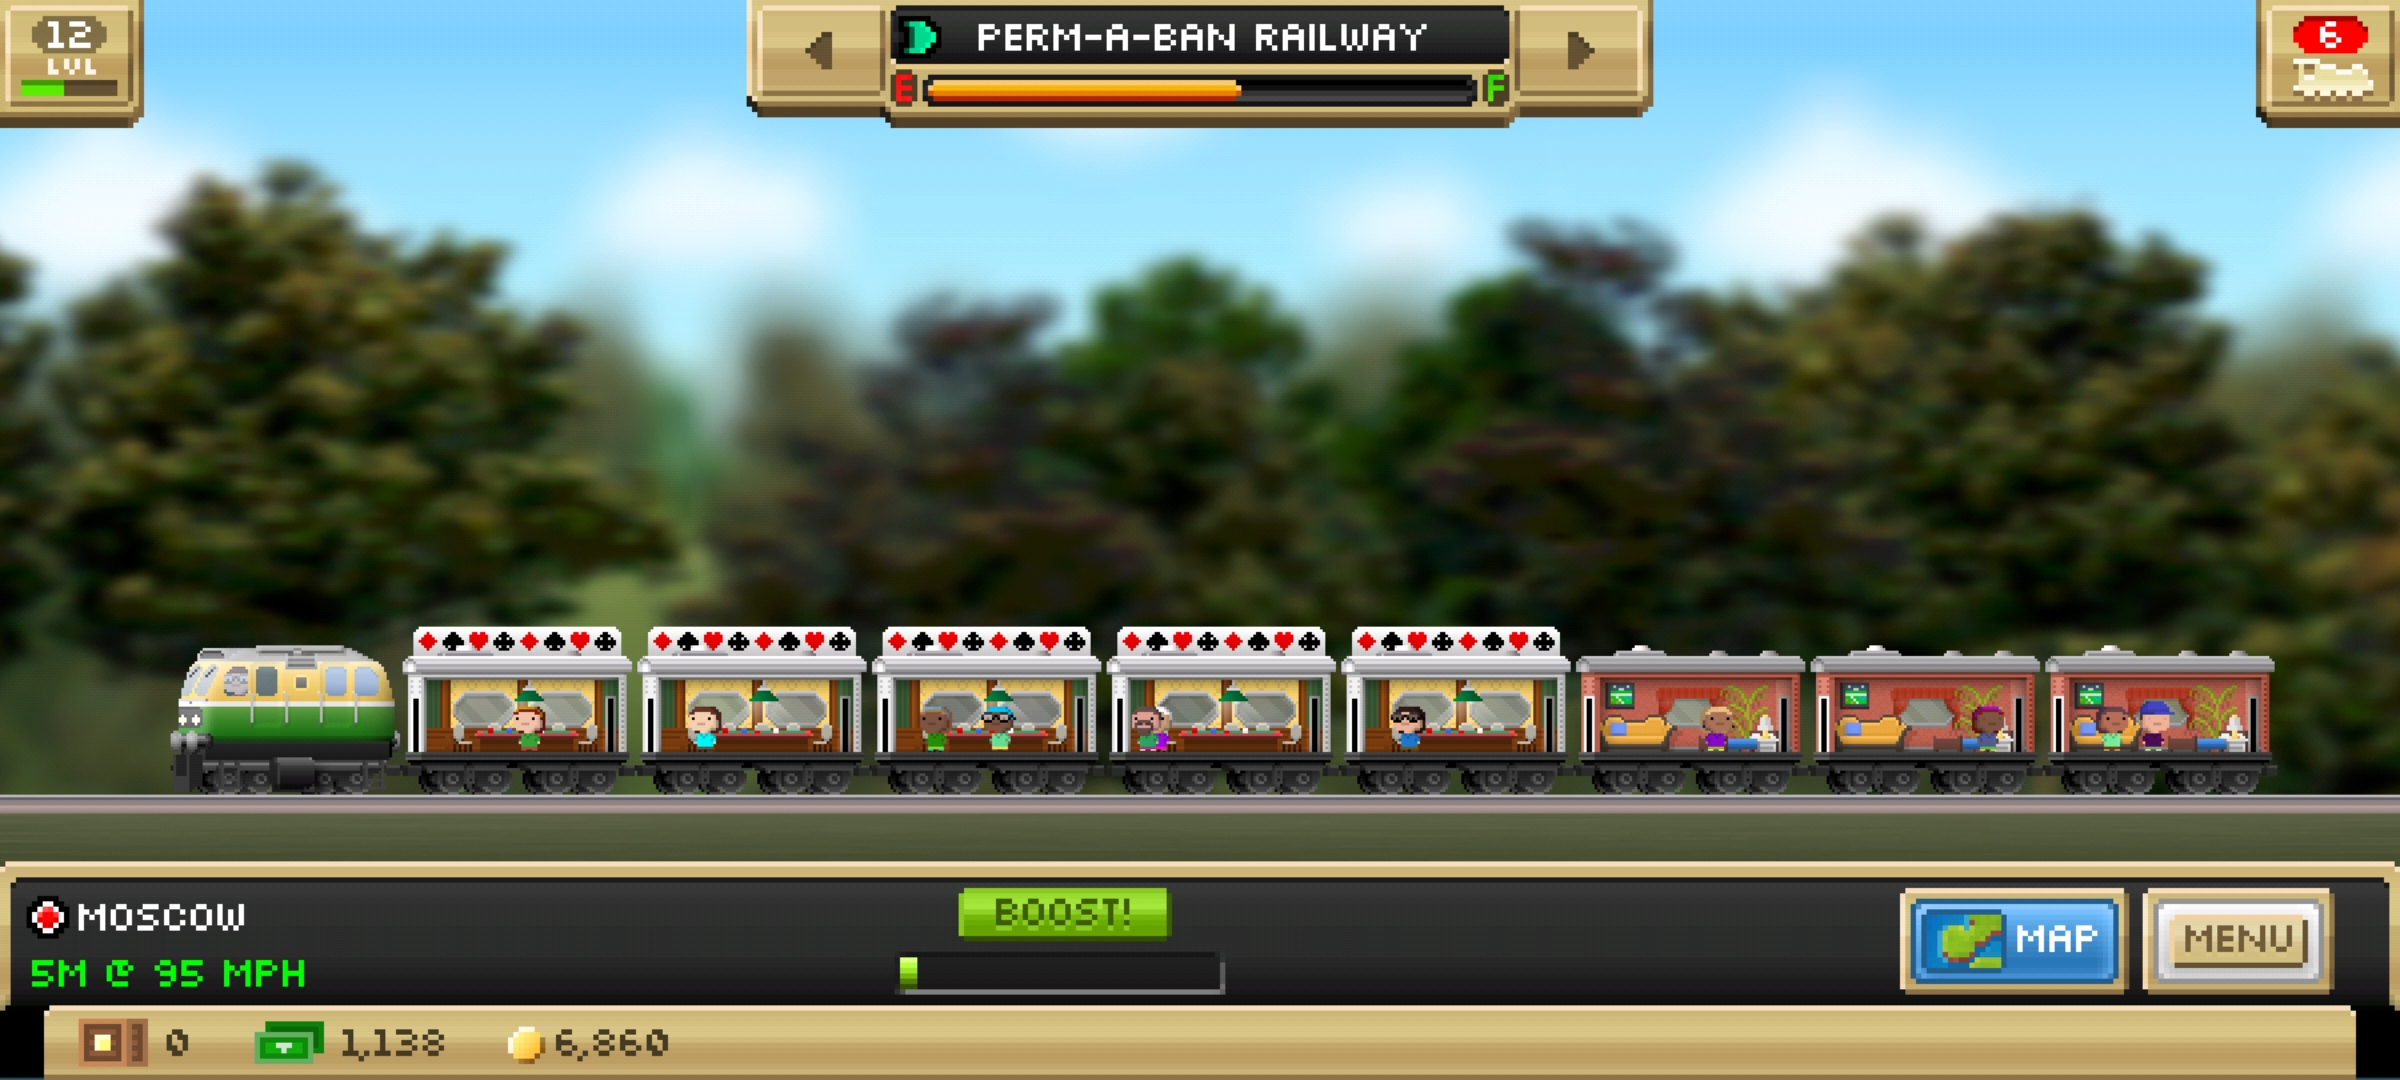 12
LVL
PERM-A-BAN RAILWAY
E F
6
MOSCOW
5M @ 95 MPH
BOOST!
MAP
MENU
0 1,138 6,860